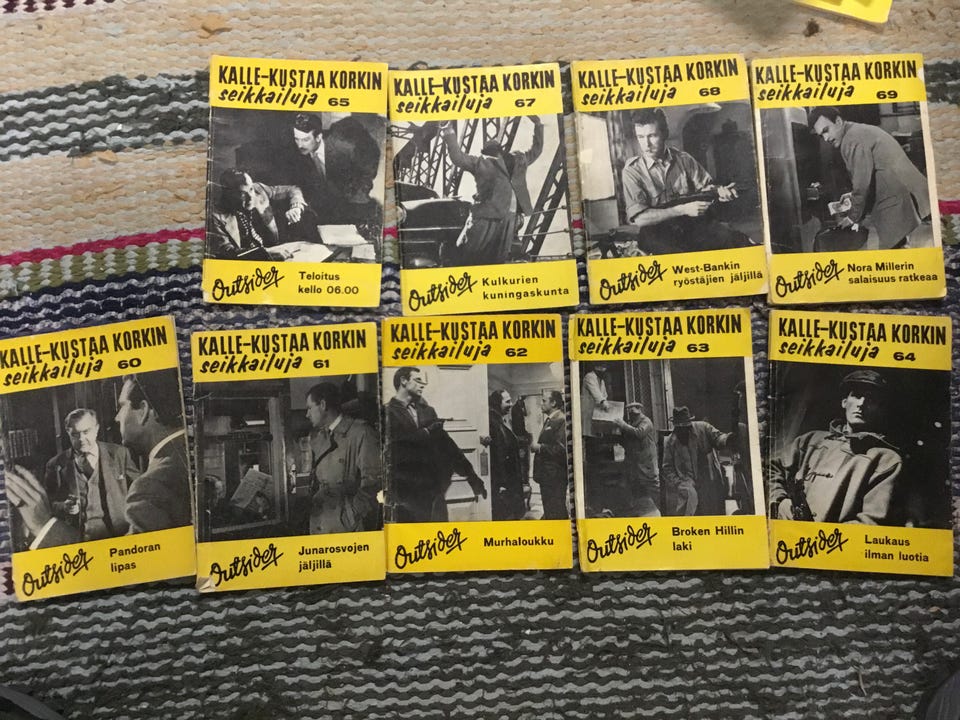 KALLE-KUSTAA KORKIN
seikkailuja 65
Outsider
Teloitus
kello 06.00
KALLE-KUSTAA KORKIN
seikkailuja 67
Outsider
Kulkurien
kuningaskunta
KALLE-KUSTAA KORKIN
seikkailuja 68
Outsider
West-Bankin
ryöstäjien jäljillä
KALLE-KUSTAA KORKIN
seikkailuja 69
Outsider
Nora Millerin
salaisuus ratkeaa
KALLE-KUSTAA KORKIN
seikkailuja 60
Outsider
Pandoran
lipas
KALLE-KUSTAA KORKIN
seikkailuja 61
Outsider
Junarosvojen
jäljillä
KALLE-KUSTAA KORKIN
seikkailuja 62
Outsider
Murhaloukku
KALLE-KUSTAA KORKIN
seikkailuja 63
Outsider
Broken Hillin
laki
KALLE-KUSTAA KORKIN
seikkailuja 64
Outsider
Laukaus
ilman luotia